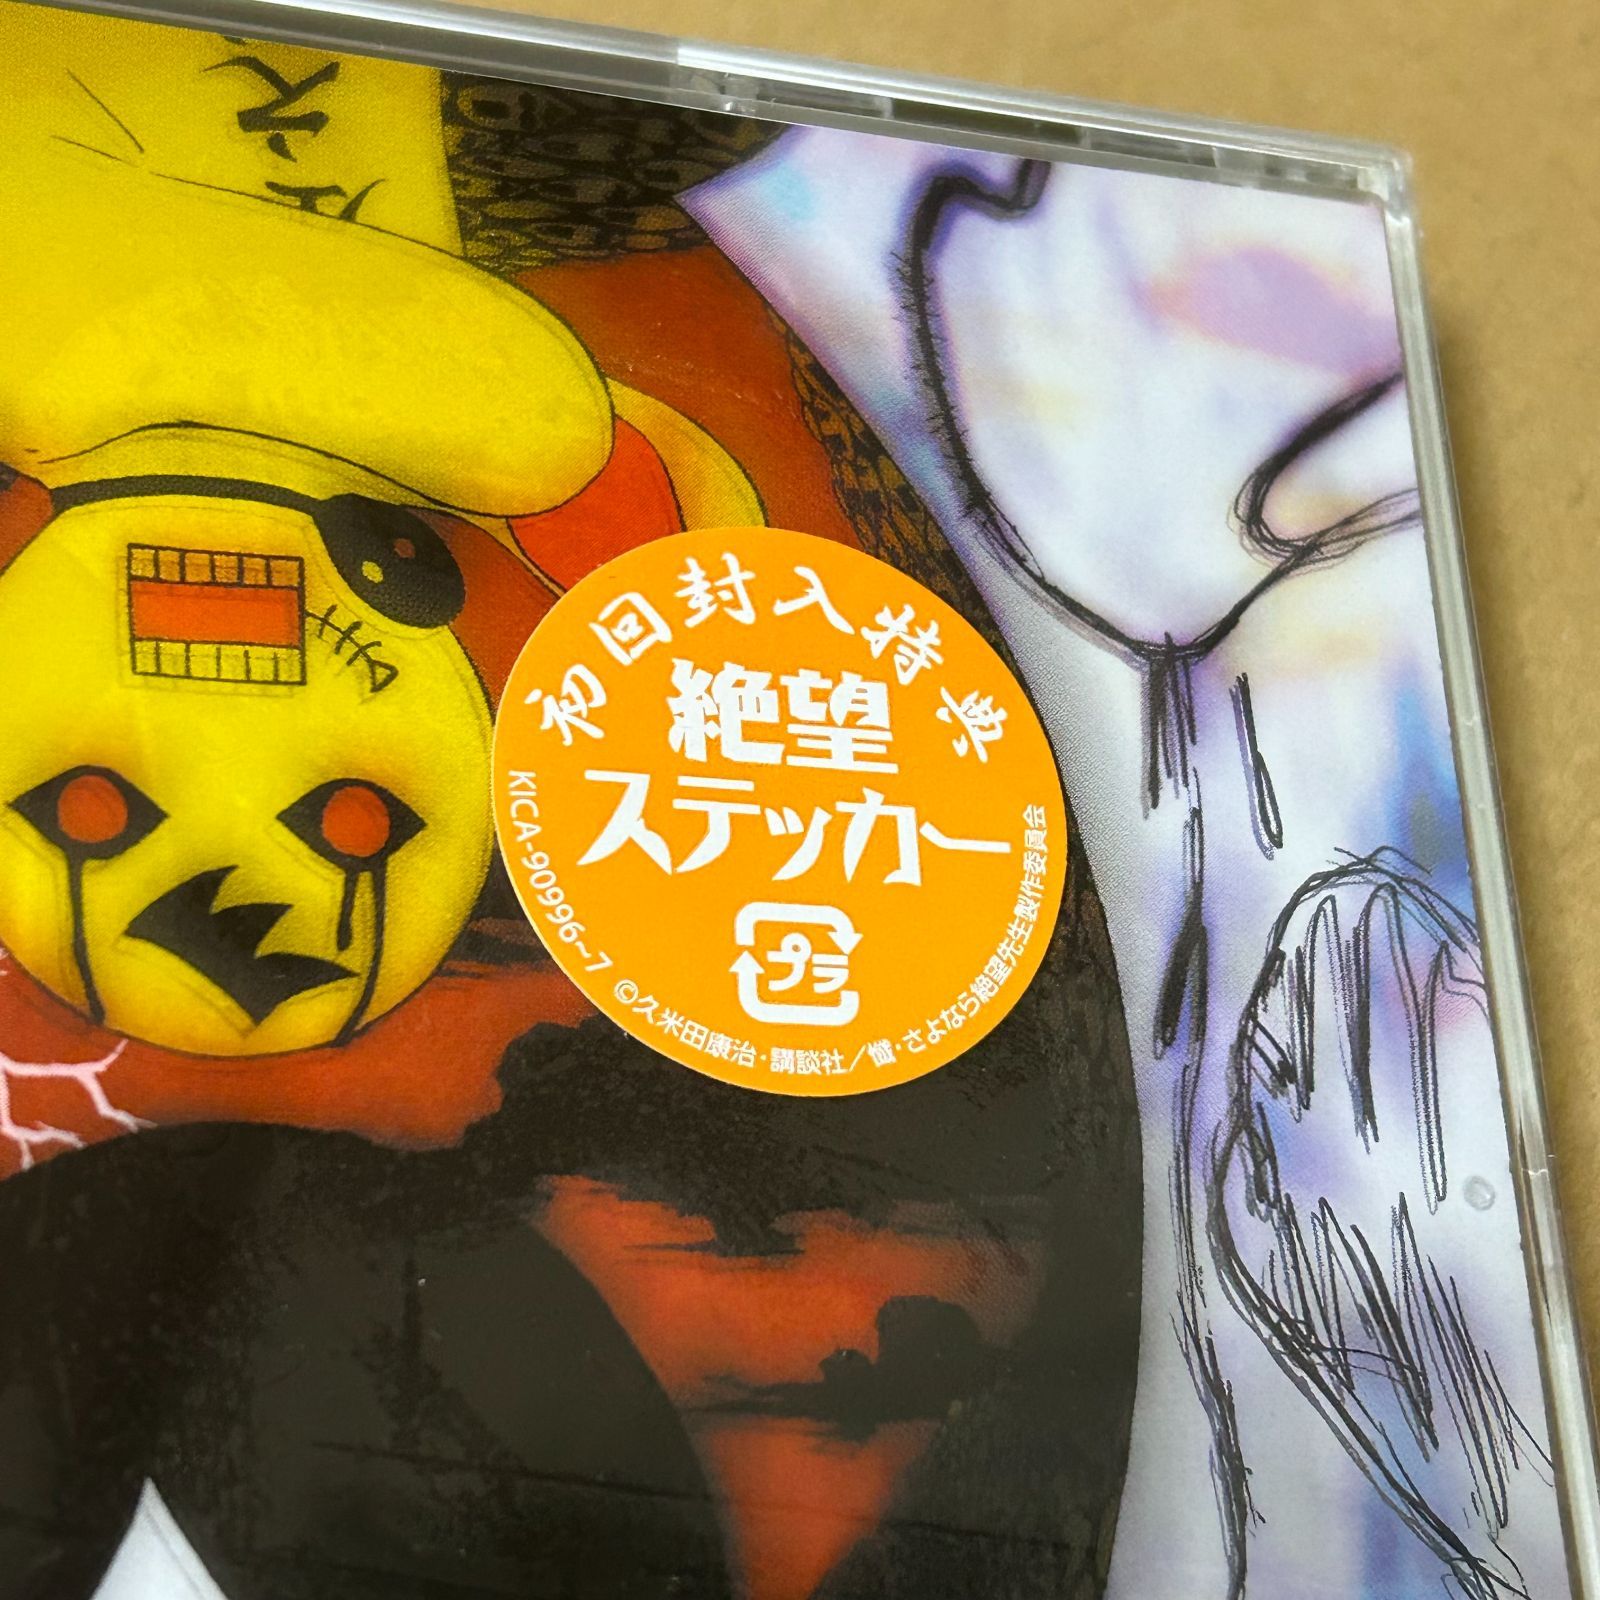 初回封入特典
絶望
ステッカー
プラ
KICA-90996~7 ©久米田康治・講談社／㈱・さよなら絶望先生製作委員会